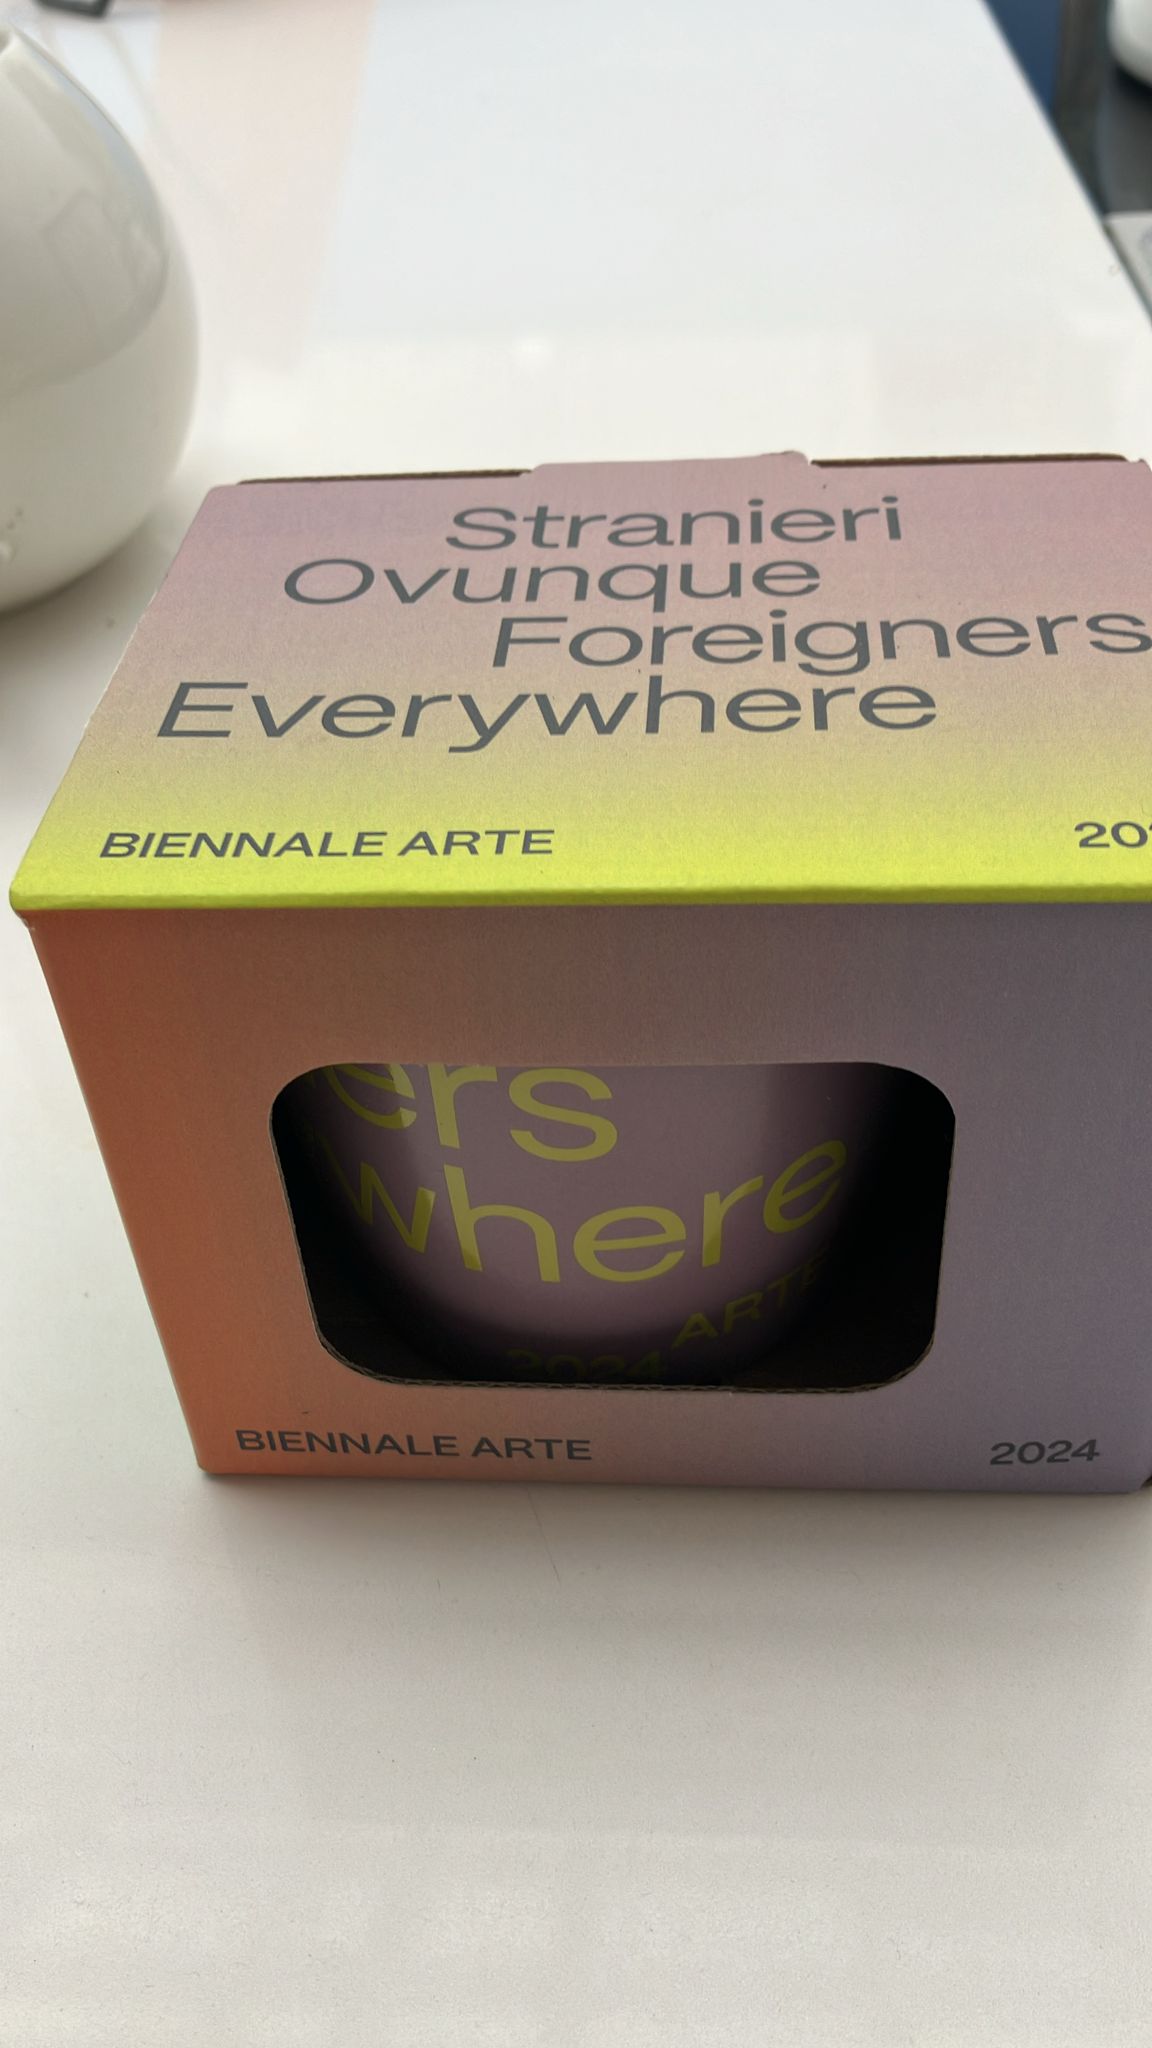 Stranieri
Ovunque
Foreigners
Everywhere
BIENNALE ARTE
ers
where
ARTE
2024
BIENNALE ARTE
2024